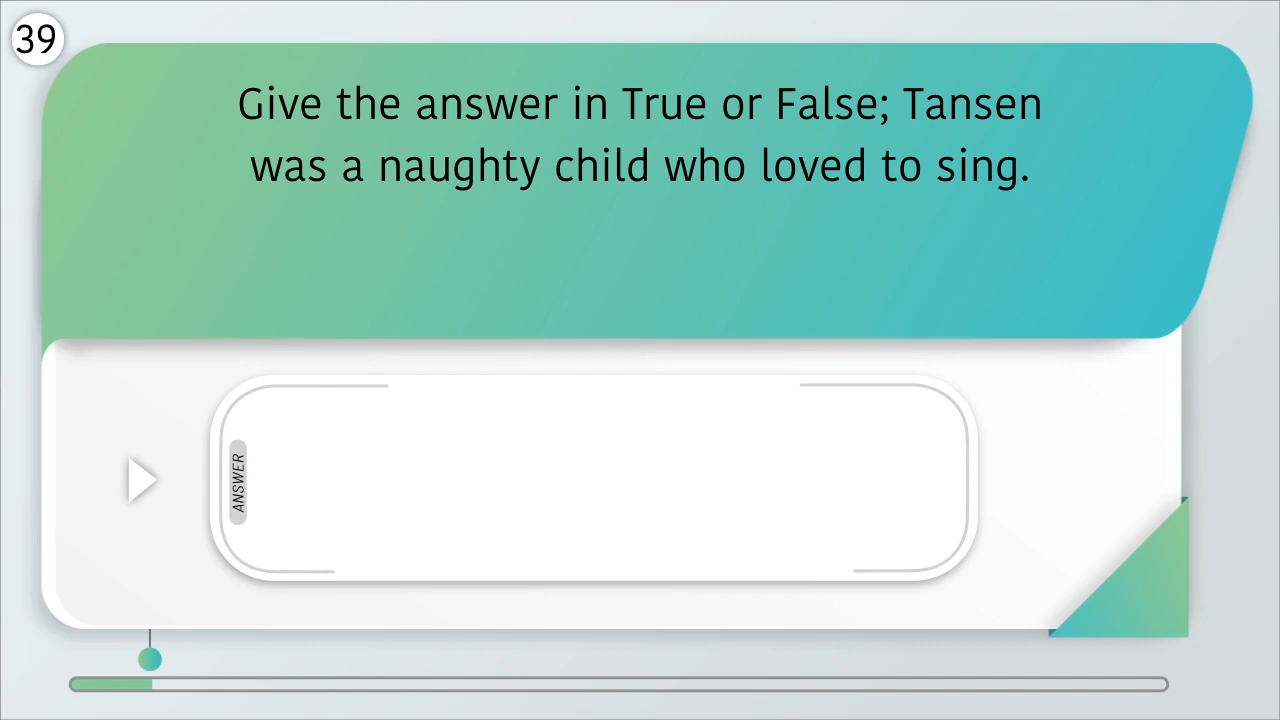 39
Give the answer in True or False; Tansen
was a naughty child who loved to sing.
ANSWER